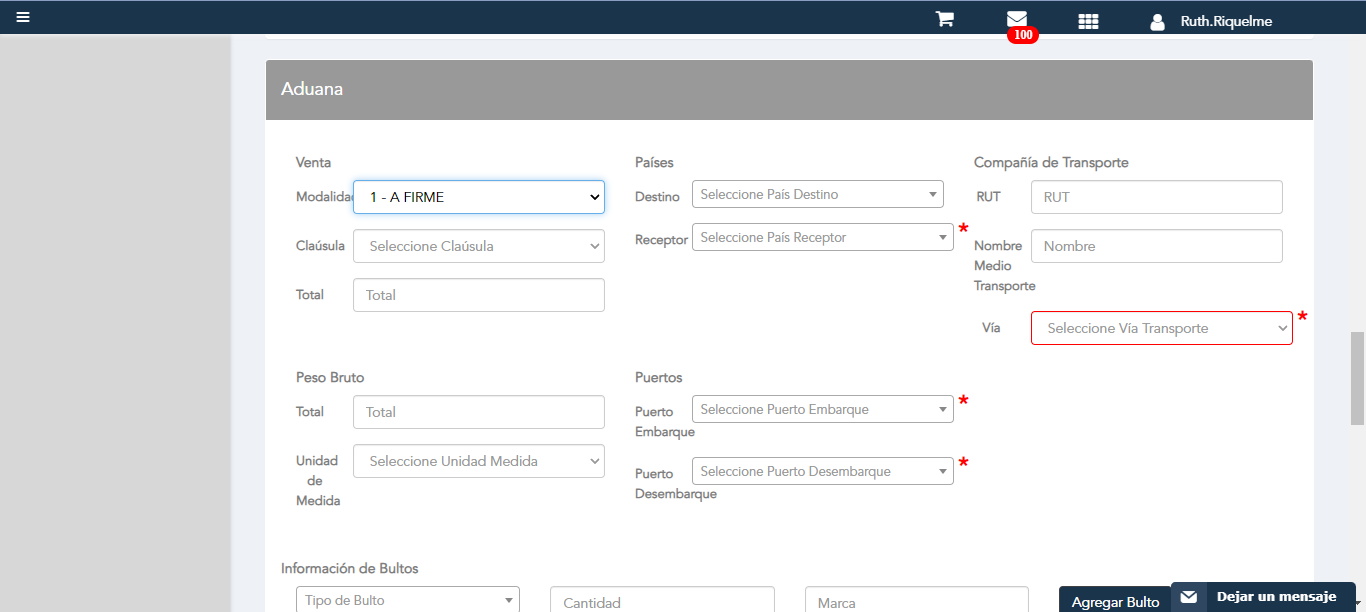 100
Ruth.Riquelme
Aduana
Venta
Modalidad 1 - A FIRME
Claúsula Seleccione Claúsula
Total Total
Países
Destino Seleccione País Destino
Receptor Seleccione País Receptor *
Compañía de Transporte
RUT RUT
Nombre Nombre
Medio
Transporte
Vía Seleccione Vía Transporte *
Peso Bruto
Total Total
Unidad Seleccione Unidad Medida
de
Medida
Puertos
Puerto Seleccione Puerto Embarque *
Embarque
Puerto Seleccione Puerto Desembarque *
Desembarque
Información de Bultos
Tipo de Bulto Cantidad Marca Agregar Bulto
Dejar un mensaje